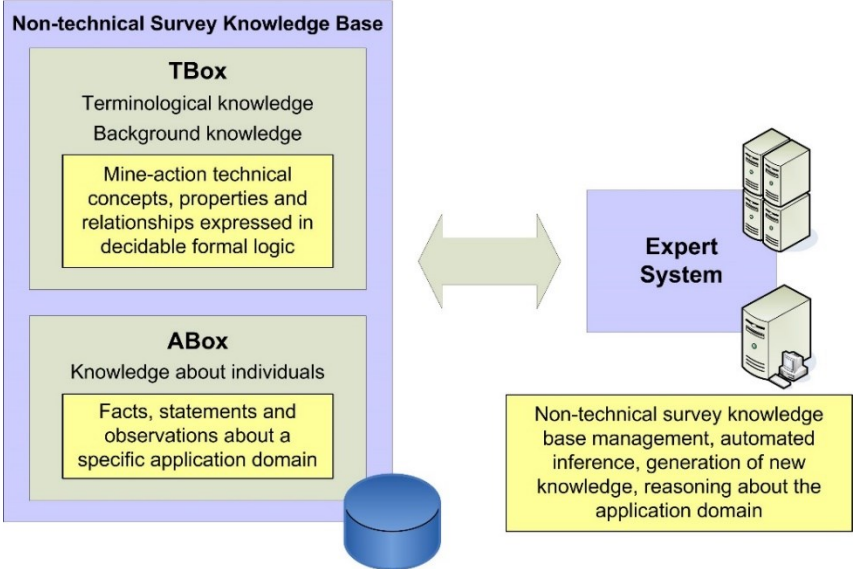 Non-technical Survey Knowledge Base
TBox
Terminological knowledge
Background knowledge
Mine-action technical
concepts, properties and
relationships expressed in
decidable formal logic
ABox
Knowledge about individuals
Facts, statements and
observations about a
specific application domain
Expert
System
Non-technical survey knowledge
base management, automated
inference, generation of new
knowledge, reasoning about the
application domain